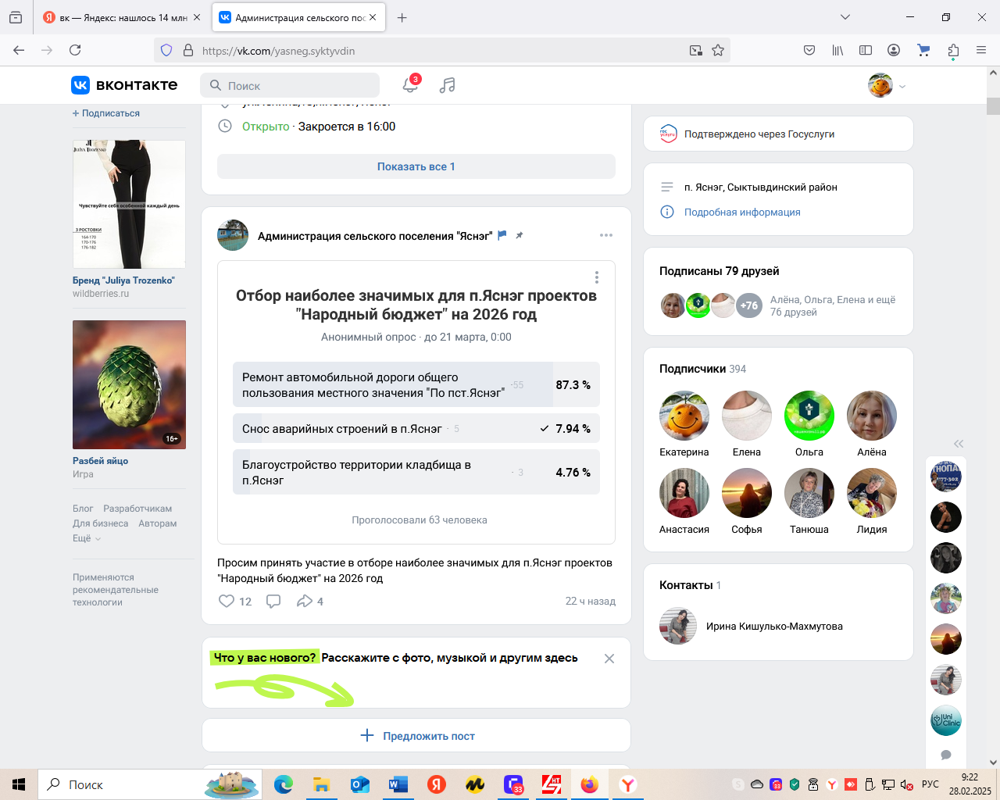 вк — Яндекс: нашлось 14 млн
Администрация сельского пос
https://vk.com/yasneg.syktyvdin
вконтакте
Поиск
3
+ Подписаться
JULIYA TROZENKO
Чувствуйте себя особенной каждый день
3 РОСТОВКИ
164-170
170-176
176-182
Бренд "Juliya Trozenko"
wildberries.ru
16+
Разбей яйцо
Игра
Блог Разработчикам
Для бизнеса Авторам
Ещё
Применяются
рекомендательные
технологии
Открыто · Закроется в 16:00
Показать все 1
Администрация сельского поселения "Яснэг"
Отбор наиболее значимых для п.Яснэг проектов
"Народный бюджет" на 2026 год
Анонимный опрос · до 21 марта, 0:00
Ремонт автомобильной дороги общего
пользования местного значения "По пст.Яснэг" · 55 87.3 %
Снос аварийных строений в п.Яснэг · 5 7.94 %
Благоустройство территории кладбища в
п.Яснэг · 3 4.76 %
Проголосовали 63 человека
Просим принять участие в отборе наиболее значимых для п.Яснэг проектов
"Народный бюджет" на 2026 год
12 4 22 ч назад
Что у вас нового? Расскажите с фото, музыкой и другим здесь
Предложить пост
госуслуги
Подтверждено через Госуслуги
п. Яснэг, Сыктывдинский район
Подробная информация
Подписаны 79 друзей
+76
Алёна, Ольга, Елена и ещё
76 друзей
Подписчики 394
Екатерина Елена Ольга Алёна
Анастасия Софья Танюша Лидия
Контакты 1
Ирина Кишулько-Махмутова
Uni
Clinic
Поиск
33
НТ
33
РУС
9:22
28.02.2025